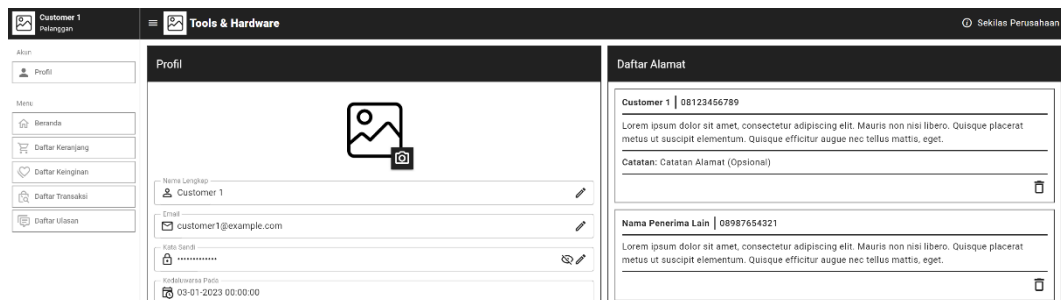 Customer 1
Pelanggan
Tools & Hardware
Sekilas Perusahaan
Akun
Profil
Menu
Beranda
Daftar Keranjang
Daftar Keinginan
Daftar Transaksi
Daftar Ulasan
Profil
Nama Lengkap
Customer 1
Email
customer1@example.com
Kata Sandi
•••••••••••••
Kedaluwarsa Pada
03-01-2023 00:00:00
Daftar Alamat
Customer 1 | 08123456789
Lorem ipsum dolor sit amet, consectetur adipiscing elit. Mauris non nisi libero. Quisque placerat
metus ut suscipit elementum. Quisque efficitur augue nec tellus mattis, eget.
Catatan: Catatan Alamat (Opsional)
Nama Penerima Lain | 08987654321
Lorem ipsum dolor sit amet, consectetur adipiscing elit. Mauris non nisi libero. Quisque placerat
metus ut suscipit elementum. Quisque efficitur augue nec tellus mattis, eget.